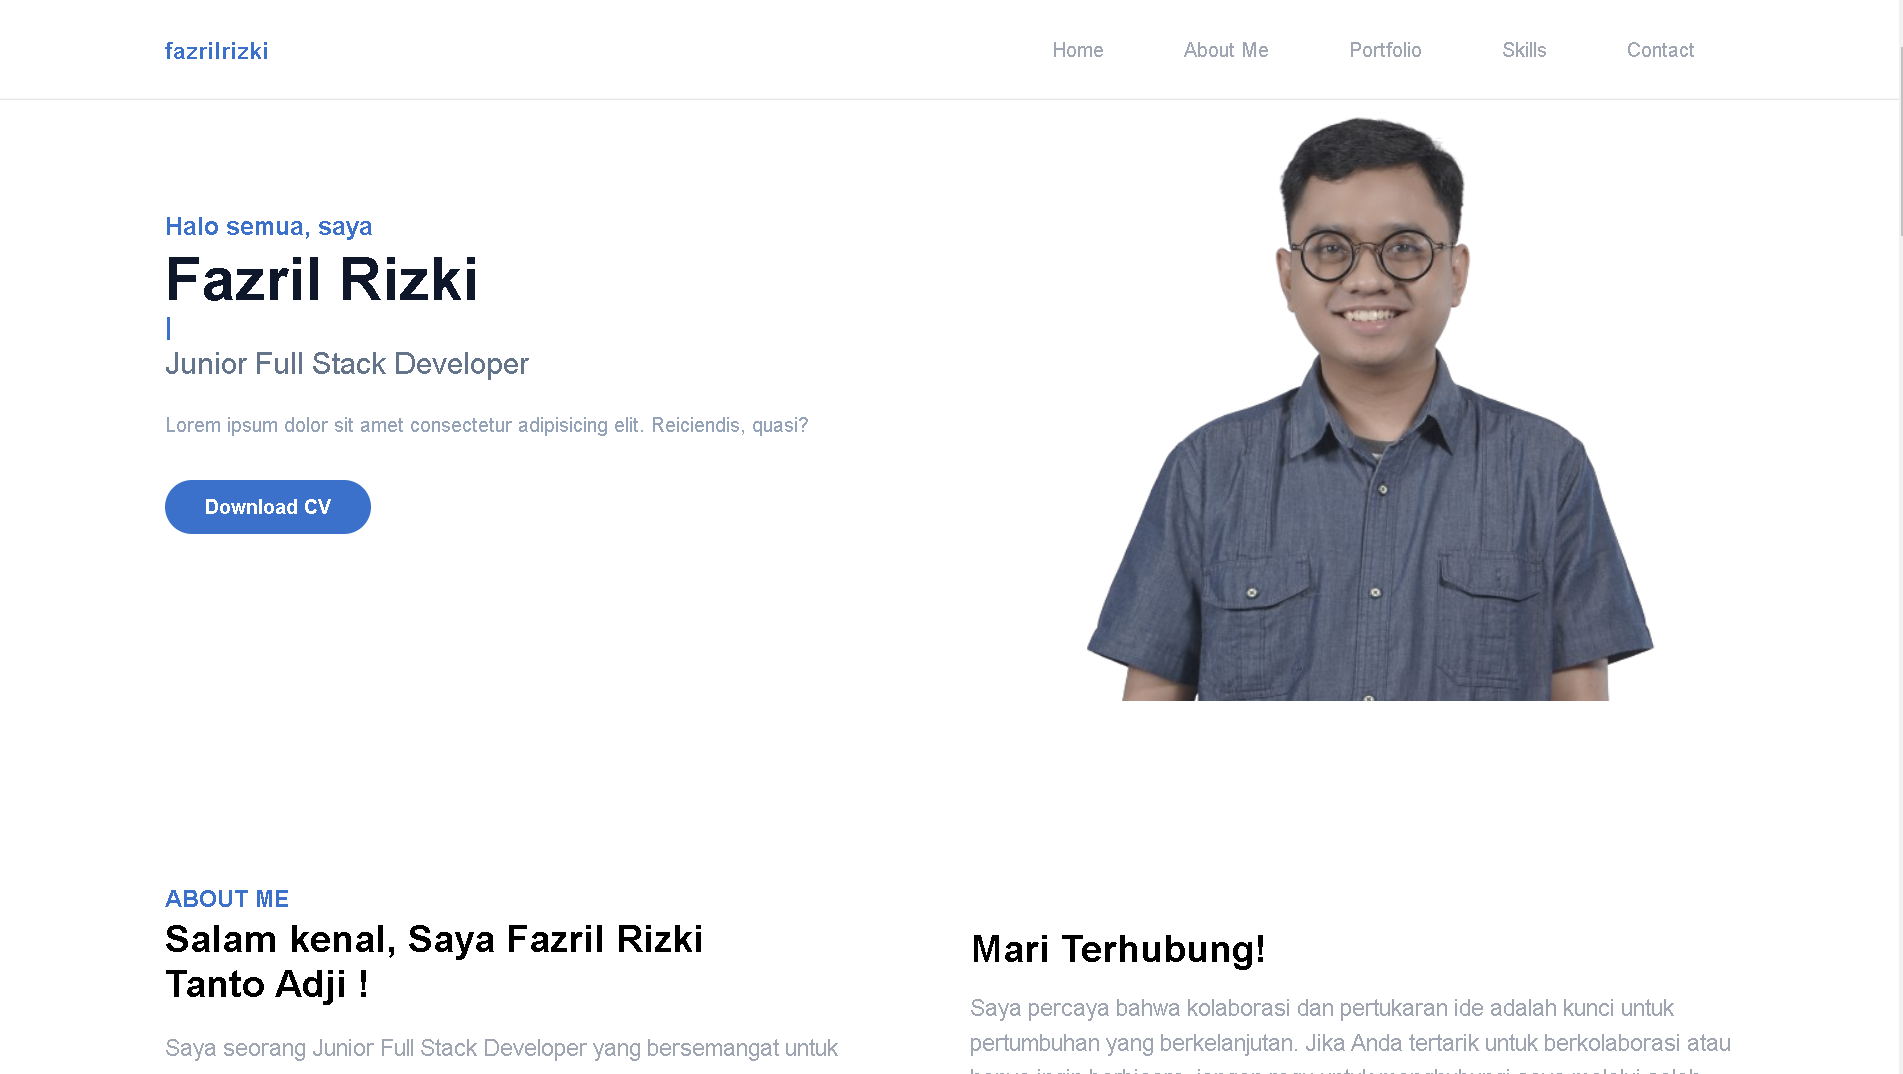 fazrilrizki
Home
About Me
Portfolio
Skills
Contact
Halo semua, saya
Fazril Rizki
|
Junior Full Stack Developer
Lorem ipsum dolor sit amet consectetur adipisicing elit. Reiciendis, quasi?
Download CV
ABOUT ME
Salam kenal, Saya Fazril Rizki
Tanto Adji !
Saya seorang Junior Full Stack Developer yang bersemangat untuk
Mari Terhubung!
Saya percaya bahwa kolaborasi dan pertukaran ide adalah kunci untuk
pertumbuhan yang berkelanjutan. Jika Anda tertarik untuk berkolaborasi atau